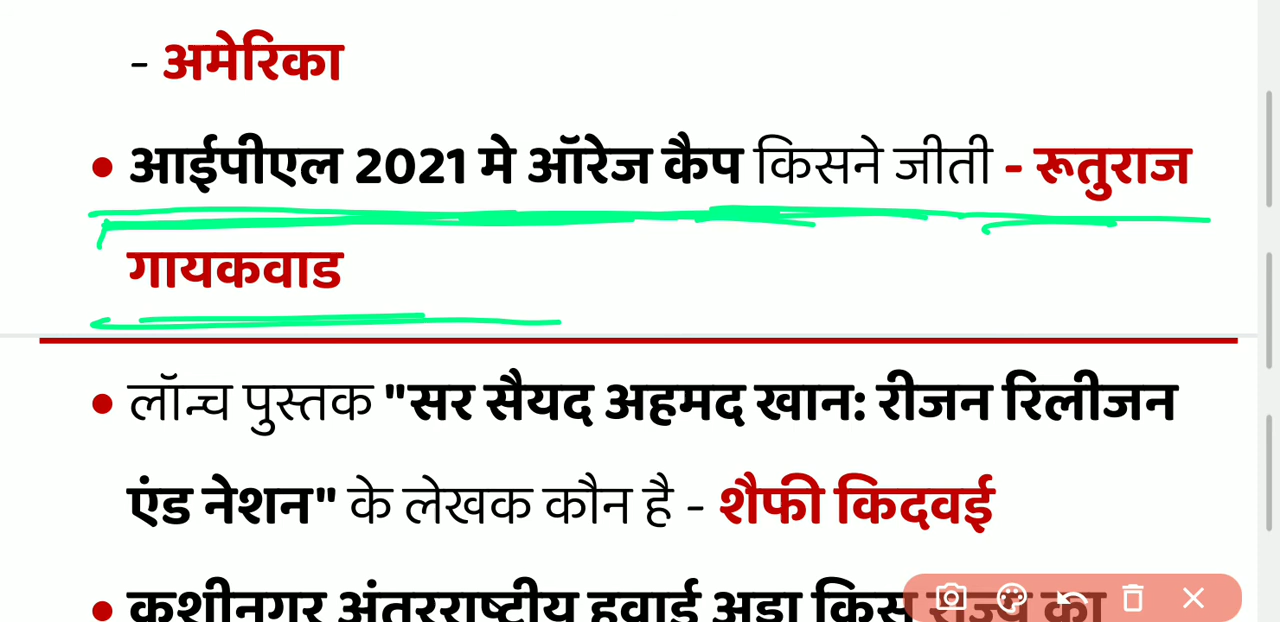 - अमेरिका
• आईपीएल 2021 मे ऑरेज कैप किसने जीती - रूतुराज
गायकवाड
• लॉन्च पुस्तक "सर सैयद अहमद खान: रीजन रिलीजन
एंड नेशन" के लेखक कौन है - शैफी किदवई
• कुशीनगर अंतरराष्ट्रीय हवाई अड्डा किस राज्य का